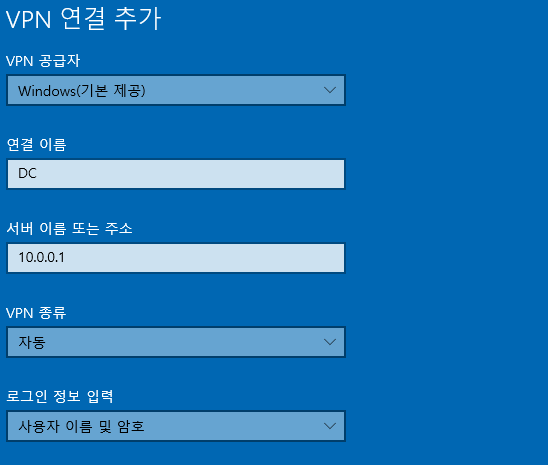 VPN 연결 추가
VPN 공급자
Windows(기본 제공)
연결 이름
DC
서버 이름 또는 주소
10.0.0.1
VPN 종류
자동
로그인 정보 입력
사용자 이름 및 암호